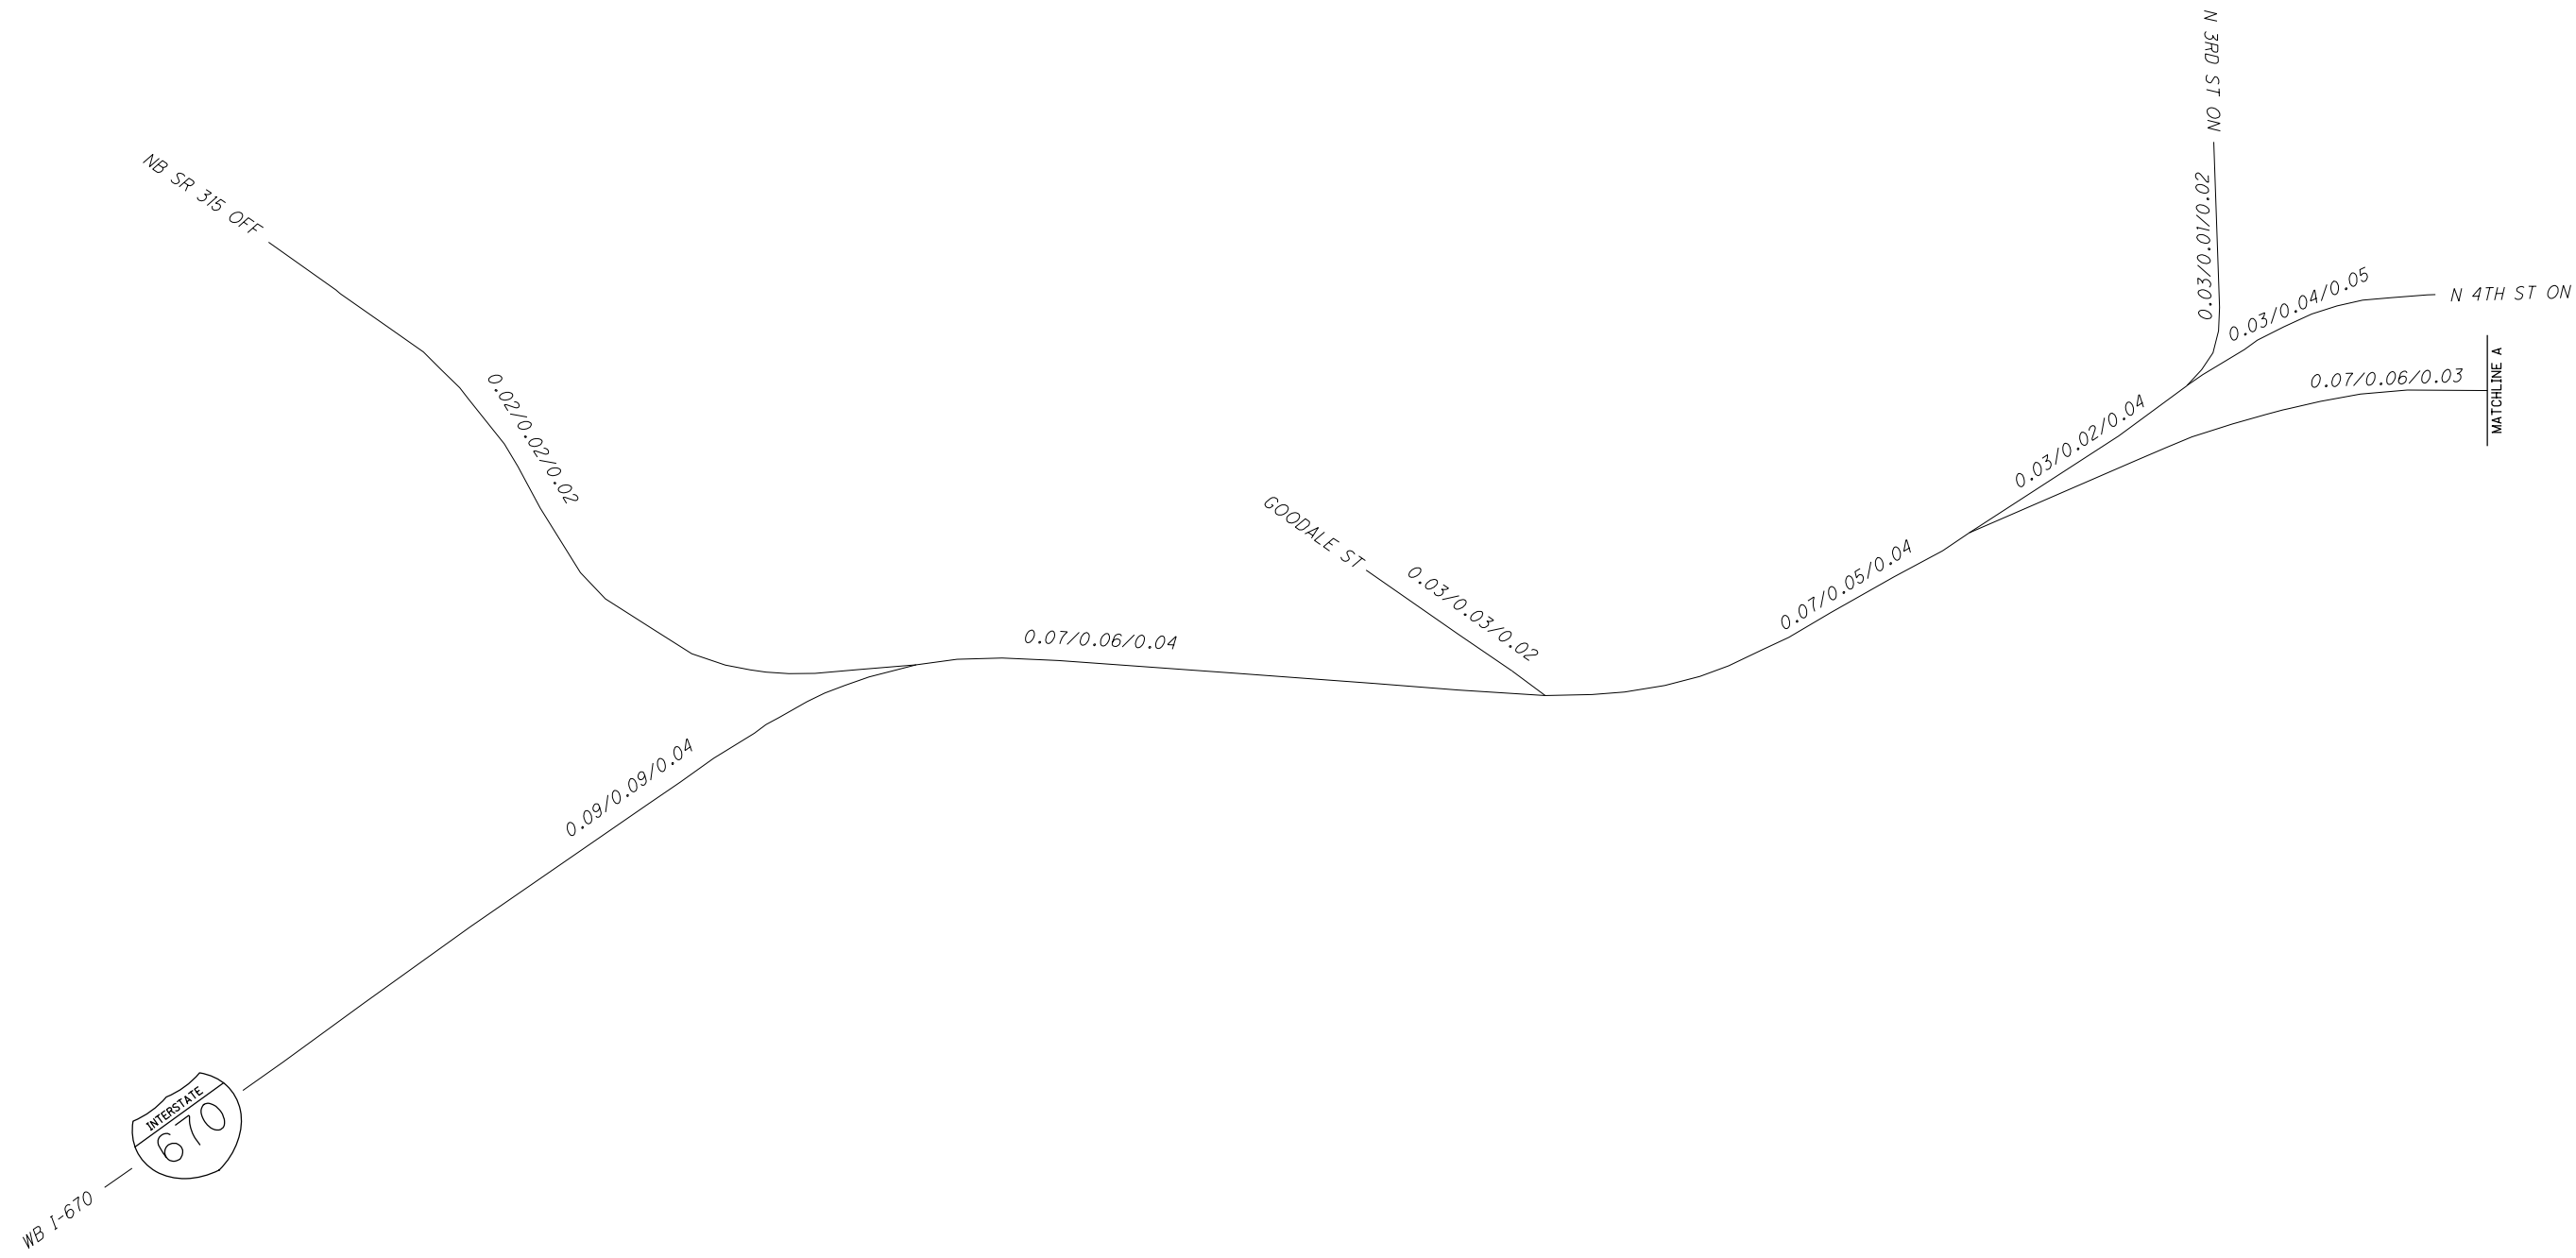 N 3RD ST ON
NB SR 315 OFF
0.03/0.01/0.02
0.03/0.04/0.05
N 4TH ST ON
MATCHLINE A
0.07/0.06/0.03
0.02/0.02/0.02
0.03/0.02/0.04
GOODALE ST
0.03/0.03/0.02
0.07/0.05/0.04
0.07/0.06/0.04
0.09/0.09/0.04
INTERSTATE
670
WB I-670